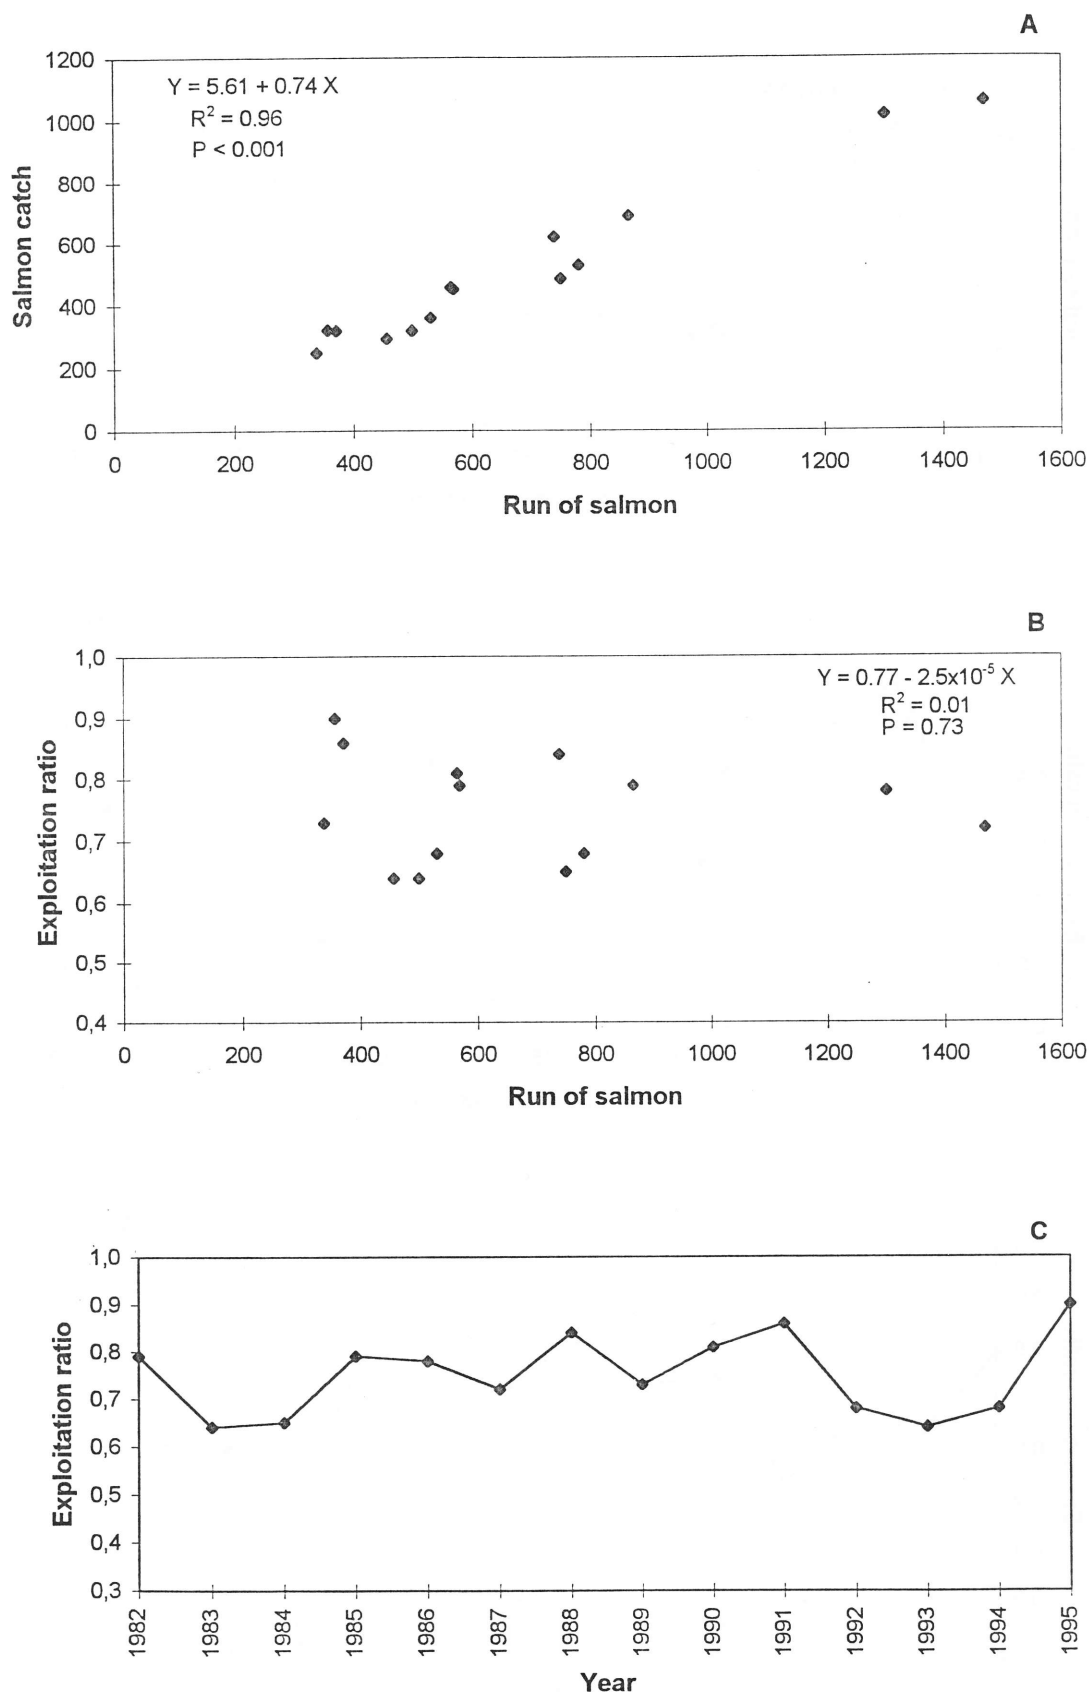 A
1200
1000
800
600
400
200
0
Y = 5.61 + 0.74 X
R² = 0.96
P < 0.001
Salmon catch
0 200 400 600 800 1000 1200 1400 1600
Run of salmon
B
1,0
0,9
0,8
0,7
0,6
0,5
0,4
Y = 0.77 - 2.5x10⁻⁵ X
R² = 0.01
P = 0.73
Exploitation ratio
0 200 400 600 800 1000 1200 1400 1600
Run of salmon
C
1,0
0,9
0,8
0,7
0,6
0,5
0,4
0,3
Exploitation ratio
1982 1983 1984 1985 1986 1987 1988 1989 1990 1991 1992 1993 1994 1995
Year